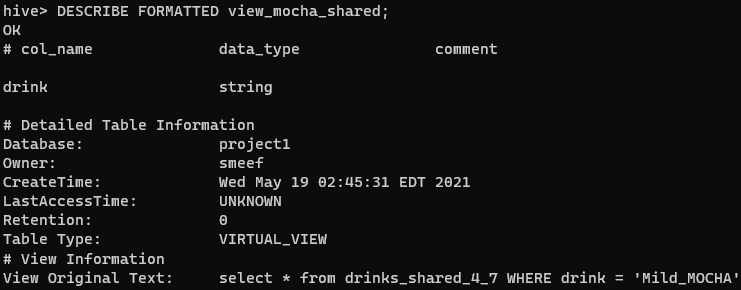 hive> DESCRIBE FORMATTED view_mocha_shared;
OK
# col_name data_type comment
drink string
# Detailed Table Information
Database: project1
Owner: smeef
CreateTime: Wed May 19 02:45:31 EDT 2021
LastAccessTime: UNKNOWN
Retention: 0
Table Type: VIRTUAL_VIEW
# View Information
View Original Text: select * from drinks_shared_4_7 WHERE drink = 'Mild_MOCHA'